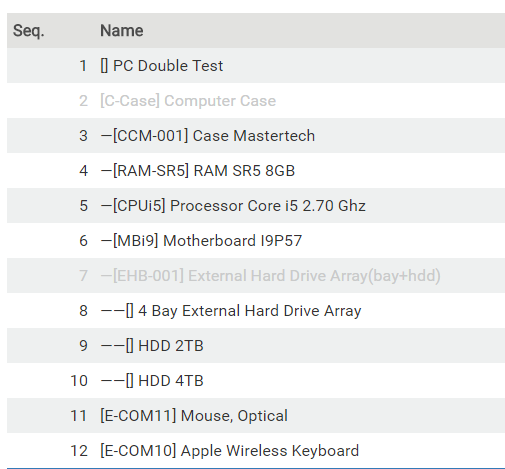 Seq. Name
1 [] PC Double Test
2 [C-Case] Computer Case
3 —[CCM-001] Case Mastertech
4 —[RAM-SR5] RAM SR5 8GB
5 —[CPUi5] Processor Core i5 2.70 Ghz
6 —[MBi9] Motherboard I9P57
7 —[EHB-001] External Hard Drive Array(bay+hdd)
8 ——[] 4 Bay External Hard Drive Array
9 ——[] HDD 2TB
10 ——[] HDD 4TB
11 [E-COM11] Mouse, Optical
12 [E-COM10] Apple Wireless Keyboard